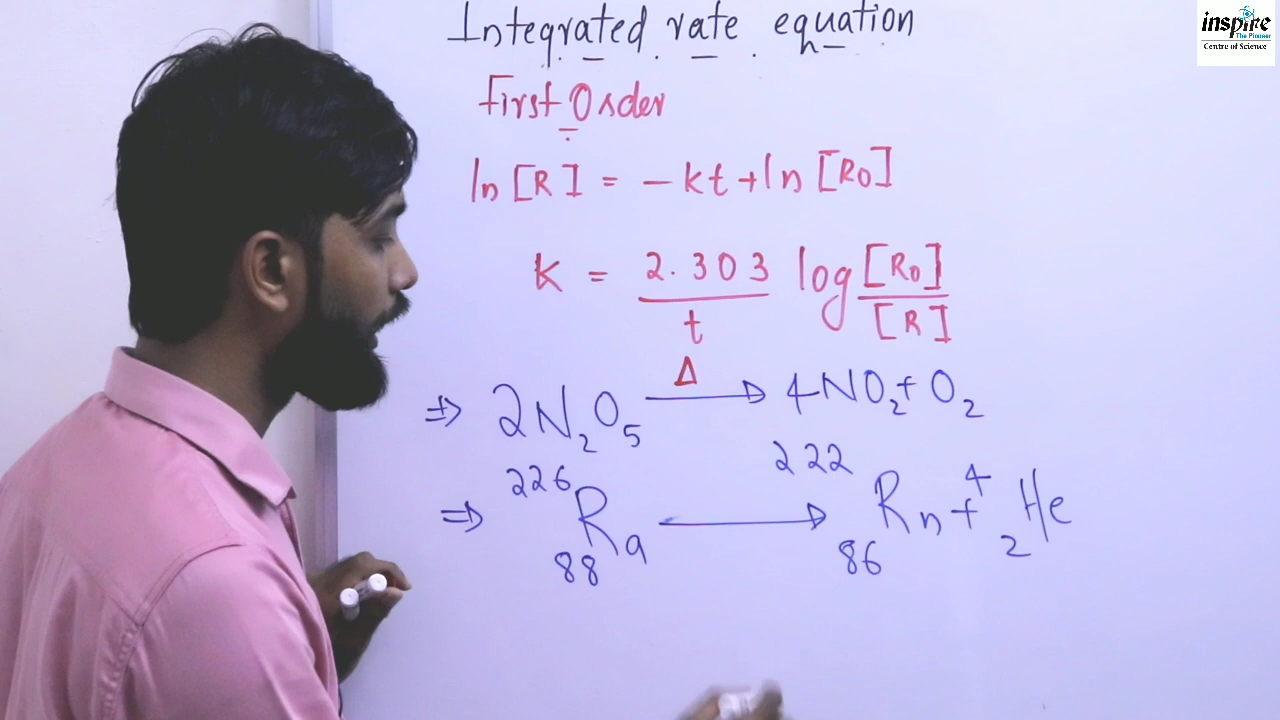 inspire
The Pioneer
Centre of Science
Integrated rate equation
First Order
ln [R] = -kt + ln [R0]
K = 2.303/t log [R0]/[R]
Δ
⇒ 2N₂O₅ → 4NO₂ + O₂
⇒ ²²⁶₈₈Ra → ²²²₈₆Rn + ⁴₂He